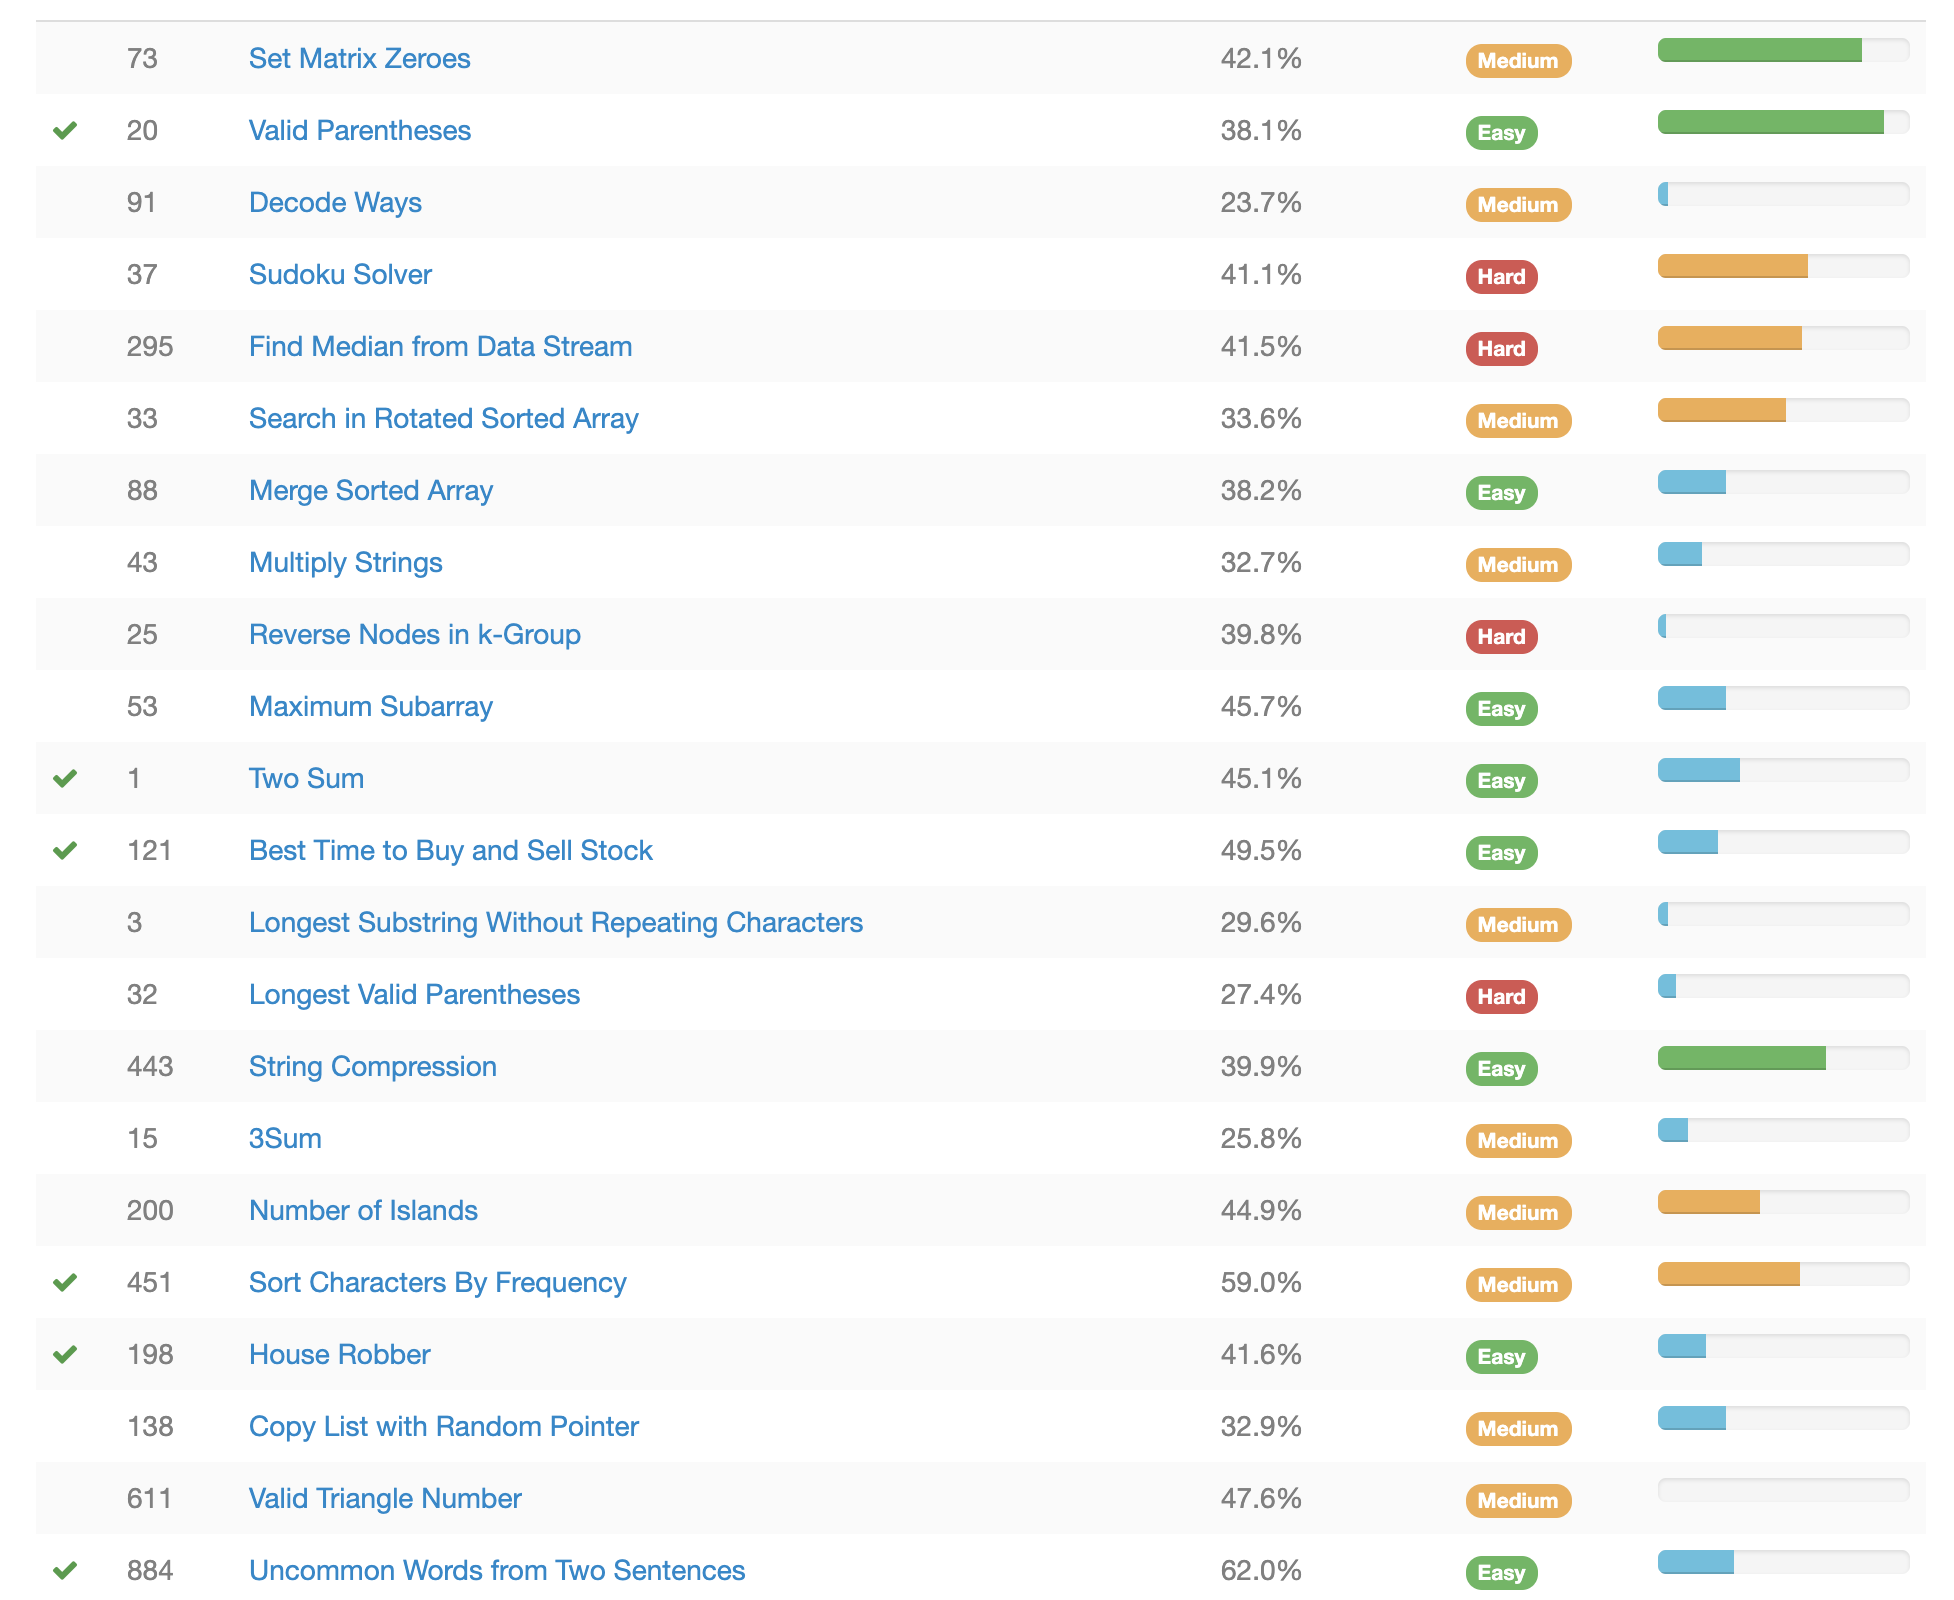 73 Set Matrix Zeroes 42.1% Medium
20 Valid Parentheses 38.1% Easy
91 Decode Ways 23.7% Medium
37 Sudoku Solver 41.1% Hard
295 Find Median from Data Stream 41.5% Hard
33 Search in Rotated Sorted Array 33.6% Medium
88 Merge Sorted Array 38.2% Easy
43 Multiply Strings 32.7% Medium
25 Reverse Nodes in k-Group 39.8% Hard
53 Maximum Subarray 45.7% Easy
1 Two Sum 45.1% Easy
121 Best Time to Buy and Sell Stock 49.5% Easy
3 Longest Substring Without Repeating Characters 29.6% Medium
32 Longest Valid Parentheses 27.4% Hard
443 String Compression 39.9% Easy
15 3Sum 25.8% Medium
200 Number of Islands 44.9% Medium
451 Sort Characters By Frequency 59.0% Medium
198 House Robber 41.6% Easy
138 Copy List with Random Pointer 32.9% Medium
611 Valid Triangle Number 47.6% Medium
884 Uncommon Words from Two Sentences 62.0% Easy